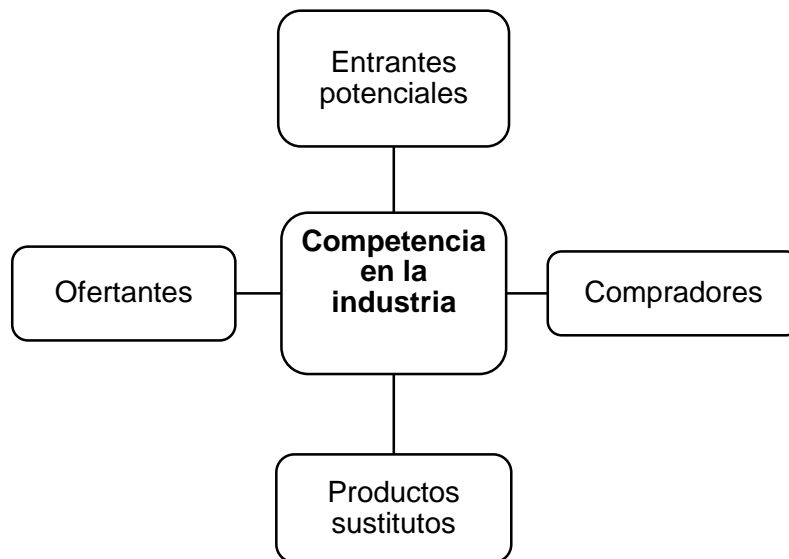 Entrantes
potenciales
Competencia
en la
industria
Ofertantes
Compradores
Productos
sustitutos